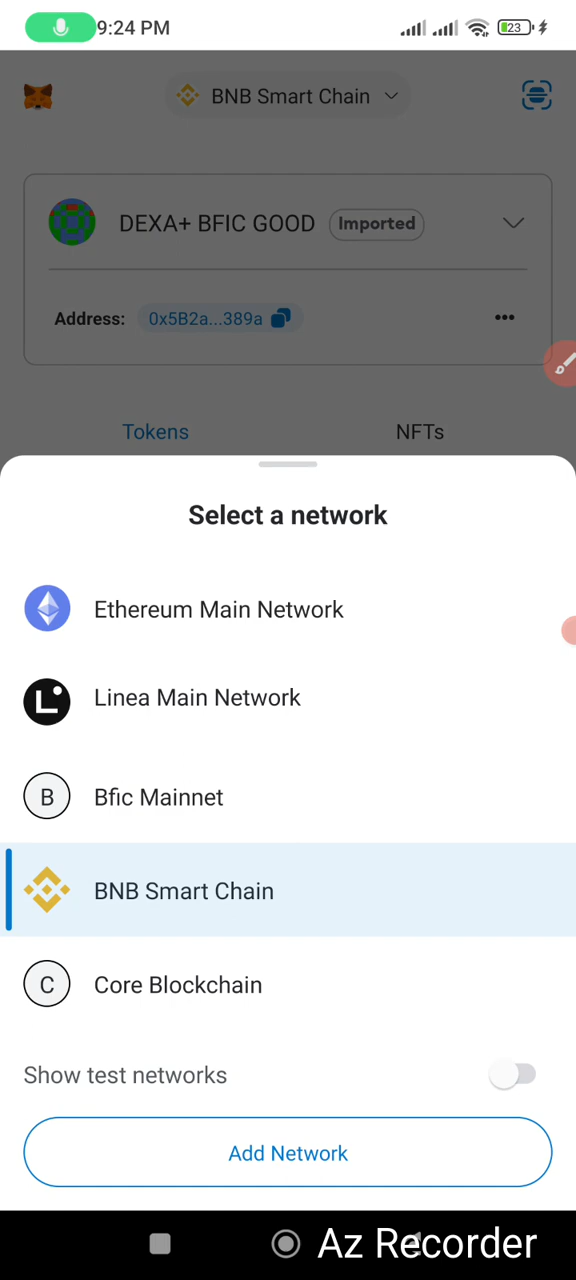 9:24 PM
23
BNB Smart Chain
DEXA+ BFIC GOOD Imported
Address: 0x5B2a...389a
Tokens NFTs
Select a network
Ethereum Main Network
L Linea Main Network
B Bfic Mainnet
BNB Smart Chain
C Core Blockchain
Show test networks
Add Network
Az Recorder